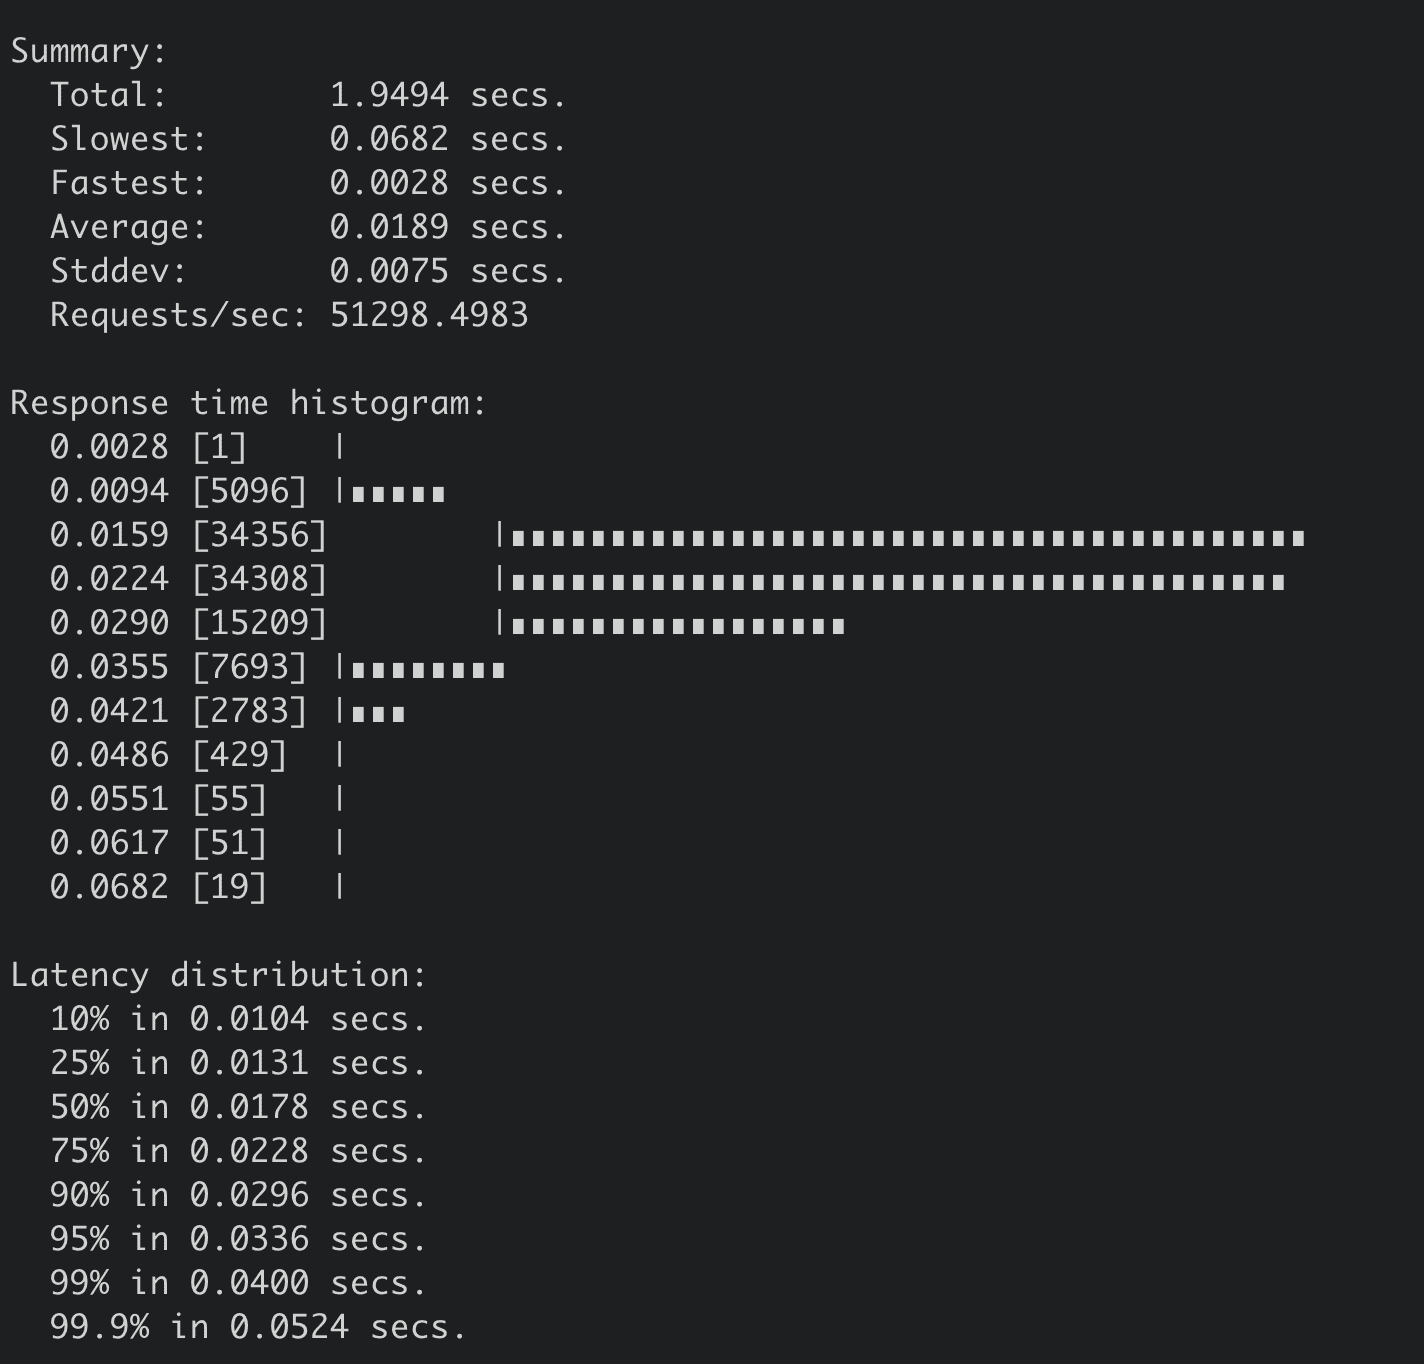 Summary:
  Total:        1.9494 secs.
  Slowest:      0.0682 secs.
  Fastest:      0.0028 secs.
  Average:      0.0189 secs.
  Stddev:       0.0075 secs.
  Requests/sec: 51298.4983

Response time histogram:
  0.0028 [1]    |
  0.0094 [5096] |∎∎∎∎∎
  0.0159 [34356]        |∎∎∎∎∎∎∎∎∎∎∎∎∎∎∎∎∎∎∎∎∎∎∎∎∎∎∎∎∎∎∎∎∎∎∎∎∎∎∎∎
  0.0224 [34308]        |∎∎∎∎∎∎∎∎∎∎∎∎∎∎∎∎∎∎∎∎∎∎∎∎∎∎∎∎∎∎∎∎∎∎∎∎∎∎∎
  0.0290 [15209]        |∎∎∎∎∎∎∎∎∎∎∎∎∎∎∎∎∎
  0.0355 [7693] |∎∎∎∎∎∎∎∎
  0.0421 [2783] |∎∎∎
  0.0486 [429]  |
  0.0551 [55]   |
  0.0617 [51]   |
  0.0682 [19]   |

Latency distribution:
  10% in 0.0104 secs.
  25% in 0.0131 secs.
  50% in 0.0178 secs.
  75% in 0.0228 secs.
  90% in 0.0296 secs.
  95% in 0.0336 secs.
  99% in 0.0400 secs.
  99.9% in 0.0524 secs.